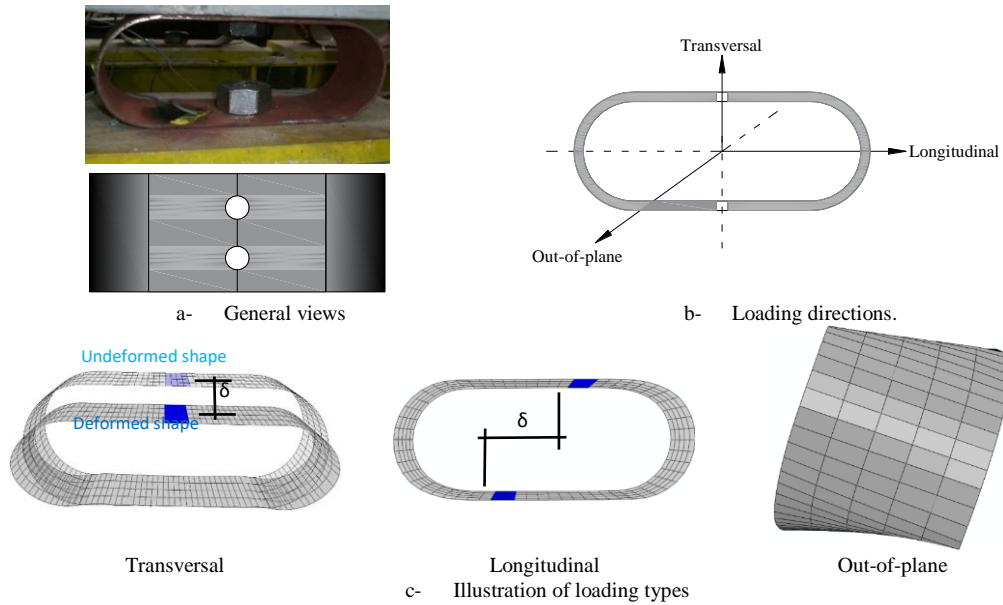 Transversal
Longitudinal
Out-of-plane
a- General views
b- Loading directions.
Undeformed shape
δ
Deformed shape
δ
Transversal
Longitudinal
Out-of-plane
c- Illustration of loading types